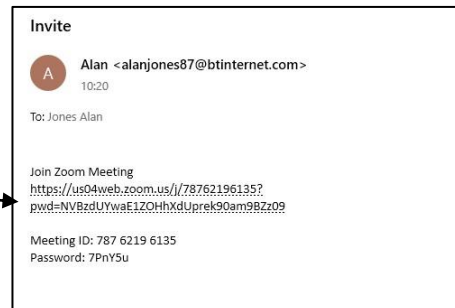 Invite
A
Alan <alanjones87@btinternet.com>
10:20
To: Jones Alan
Join Zoom Meeting
https://us04web.zoom.us/j/78762196135?
pwd=NVBzdUYwaE1ZOHhXdUprek90am9BZz09
Meeting ID: 787 6219 6135
Password: 7PnY5u